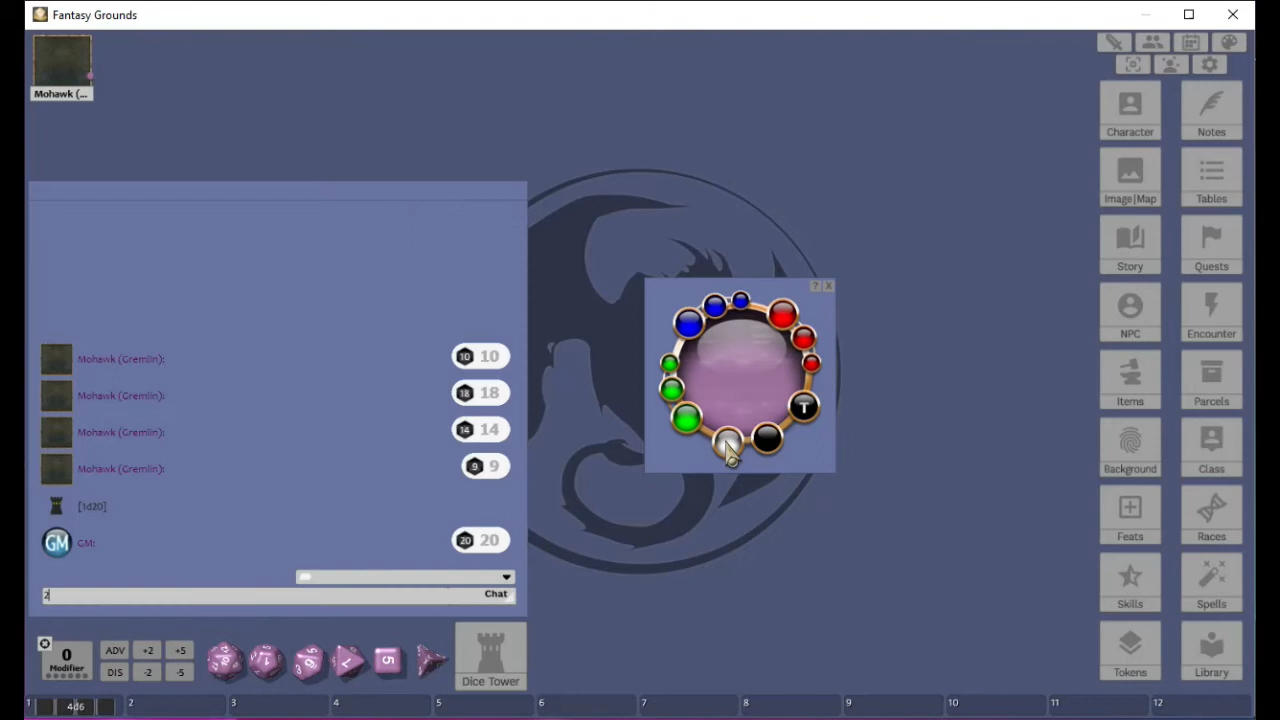 Fantasy Grounds
Mohawk (...
Character
Notes
Image|Map
Tables
Story
Quests
NPC
Encounter
Items
Parcels
Background
Class
Feats
Races
Skills
Spells
Tokens
Library
? X
T
Mohawk (Gremlin): 10 10
Mohawk (Gremlin): 18 18
Mohawk (Gremlin): 14 14
Mohawk (Gremlin): 9 9
[1d20]
GM GM: 20 20
2 Chat
0
Modifier
ADV +2 +5
DIS -2 -5
5
Dice Tower
1 4d6 2 3 4 5 6 7 8 9 10 11 12